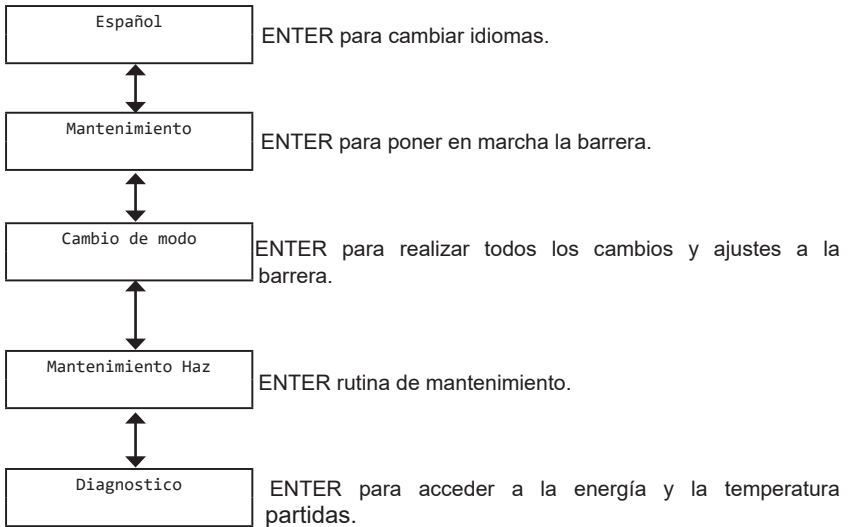 Español
ENTER para cambiar idiomas.
Mantenimiento
ENTER para poner en marcha la barrera.
Cambio de modo
ENTER para realizar todos los cambios y ajustes a la
barrera.
Mantenimiento Haz
ENTER rutina de mantenimiento.
Diagnostico
ENTER para acceder a la energía y la temperatura
partidas.